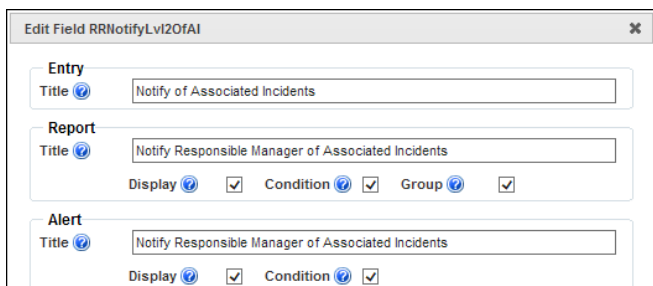 Edit Field RRNotifyLvl2OfAI
Entry
Title Notify of Associated Incidents
Report
Title Notify Responsible Manager of Associated Incidents
Display Condition Group
Alert
Title Notify Responsible Manager of Associated Incidents
Display Condition